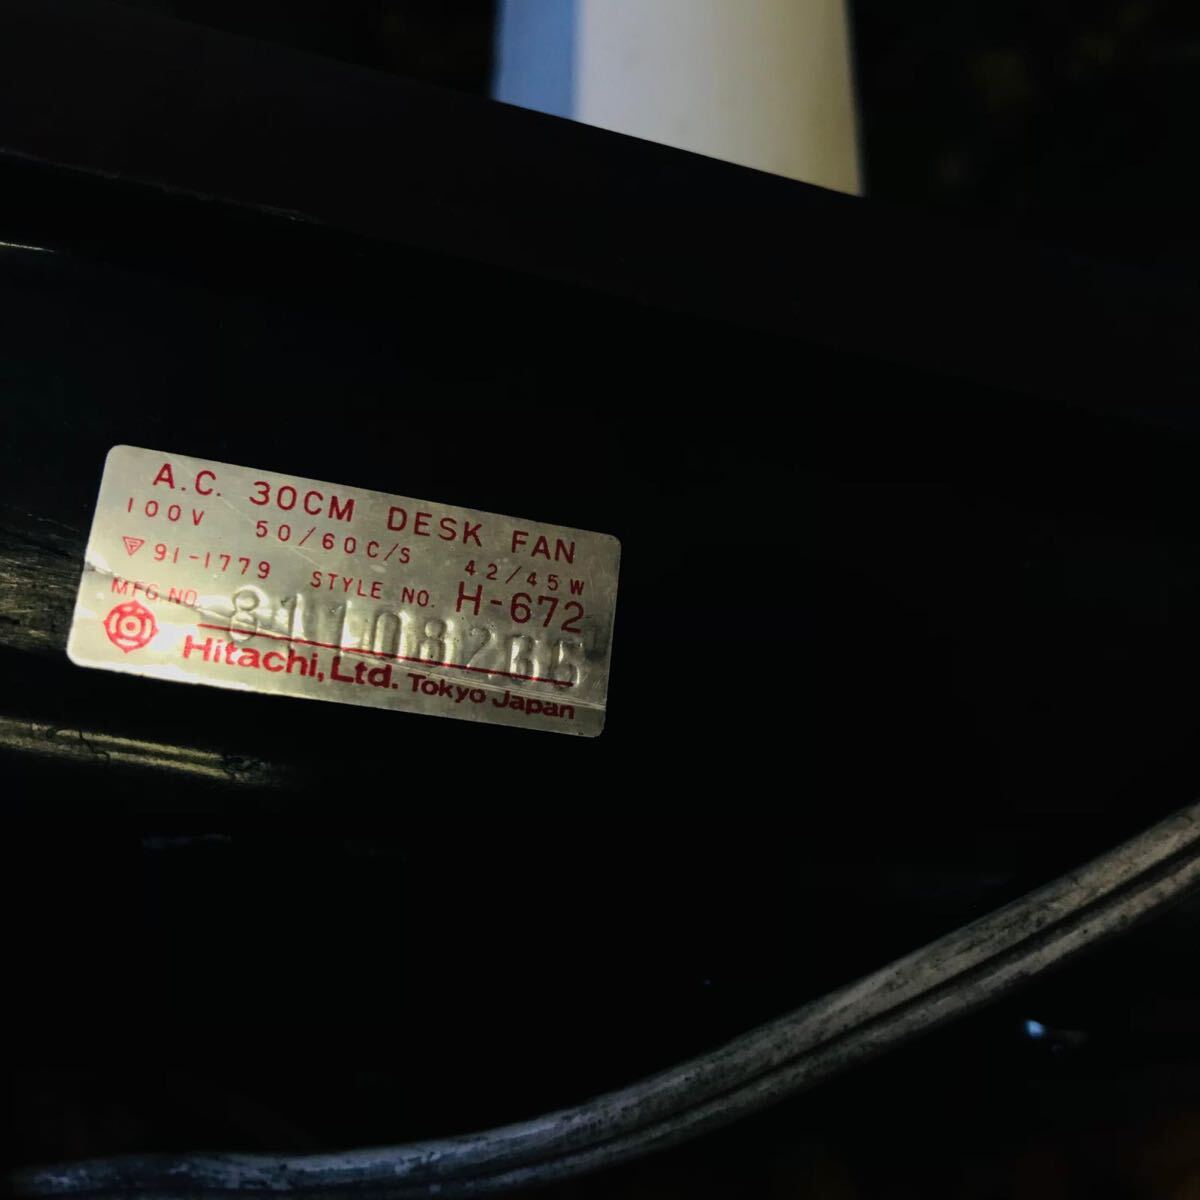 A.C. 30CM DESK FAN
100V 50/60C/S 42/45W
91-1779 STYLE NO. H-672
MFG.NO. 81108235
Hitachi, Ltd. Tokyo Japan